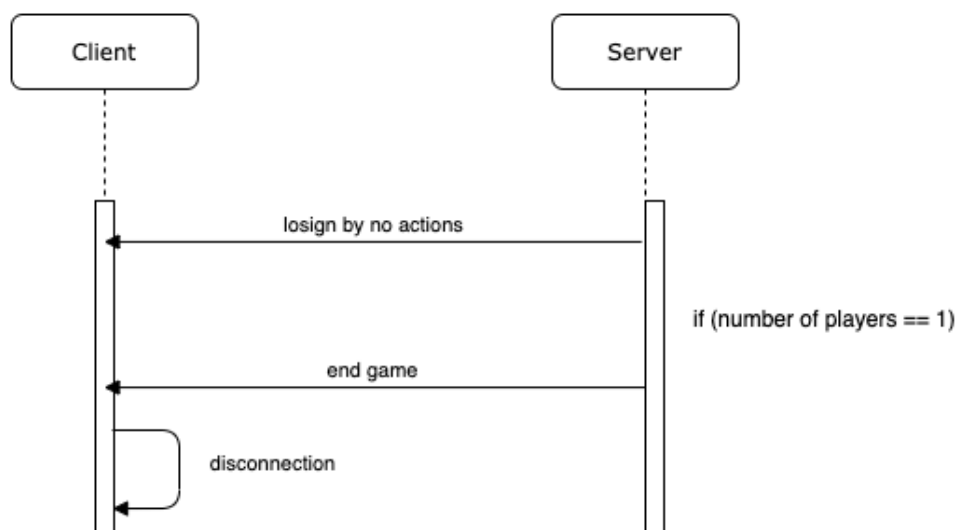 Client
Server
losign by no actions
if (number of players == 1)
end game
disconnection